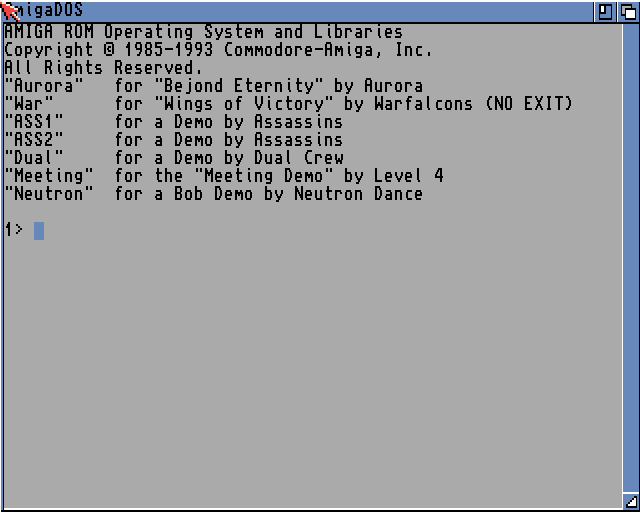 AmigaDOS
AMIGA ROM Operating System and Libraries
Copyright © 1985-1993 Commodore-Amiga, Inc.
All Rights Reserved.
"Aurora" for "Bejond Eternity" by Aurora
"War" for "Wings of Victory" by Warfalcons (NO EXIT)
"ASS1" for a Demo by Assassins
"ASS2" for a Demo by Assassins
"Dual" for a Demo by Dual Crew
"Meeting" for the "Meeting Demo" by Level 4
"Neutron" for a Bob Demo by Neutron Dance
1>